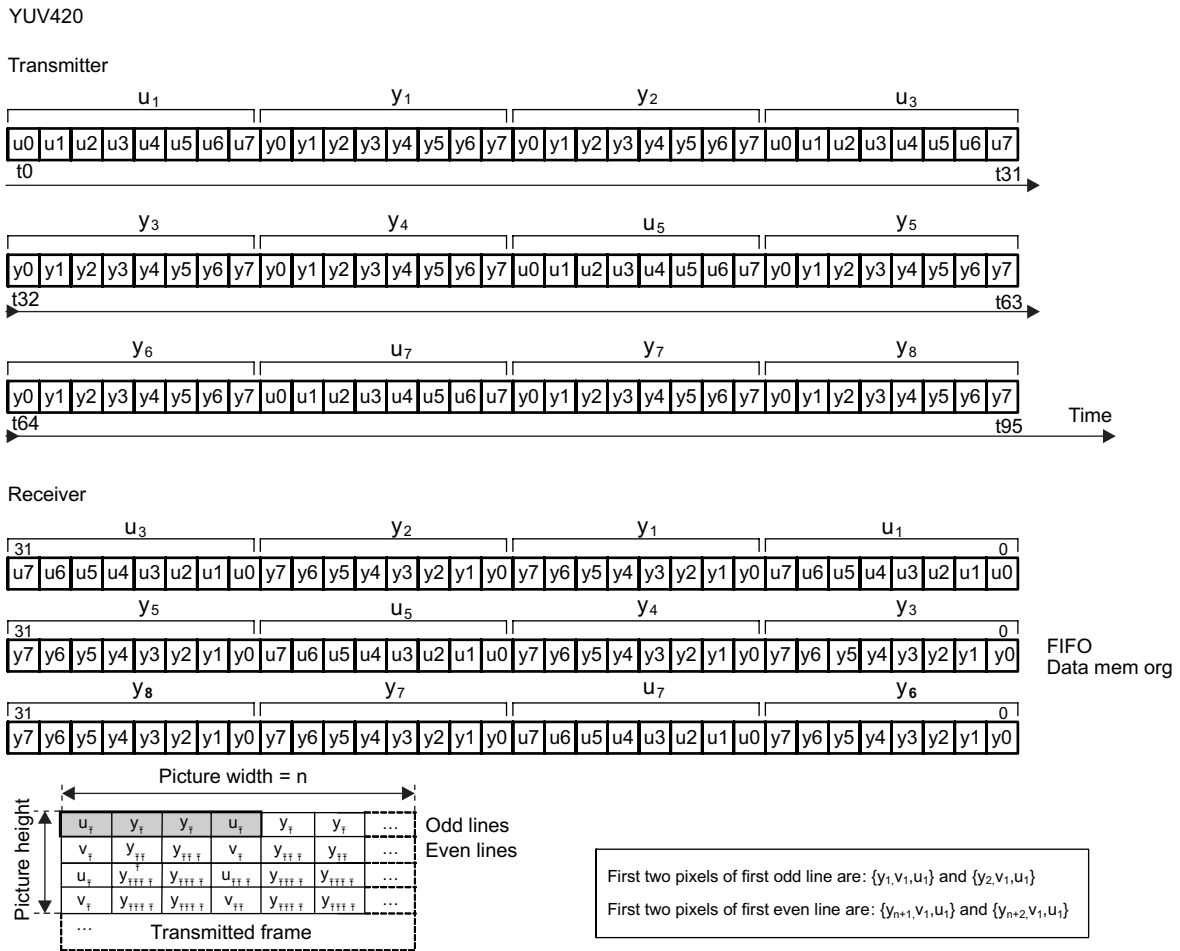 YUV420
Transmitter
u1 y1 y2 u3
u0 u1 u2 u3 u4 u5 u6 u7 y0 y1 y2 y3 y4 y5 y6 y7 y0 y1 y2 y3 y4 y5 y6 y7 u0 u1 u2 u3 u4 u5 u6 u7
t0 t31
y3 y4 u5 y5
y0 y1 y2 y3 y4 y5 y6 y7 y0 y1 y2 y3 y4 y5 y6 y7 u0 u1 u2 u3 u4 u5 u6 u7 y0 y1 y2 y3 y4 y5 y6 y7
t32 t63
y6 u7 y7 y8
y0 y1 y2 y3 y4 y5 y6 y7 u0 u1 u2 u3 u4 u5 u6 u7 y0 y1 y2 y3 y4 y5 y6 y7 y0 y1 y2 y3 y4 y5 y6 y7
t64 t95 Time
Receiver
u3 y2 y1 u1
31 0
u7 u6 u5 u4 u3 u2 u1 u0 y7 y6 y5 y4 y3 y2 y1 y0 y7 y6 y5 y4 y3 y2 y1 y0 u7 u6 u5 u4 u3 u2 u1 u0
y5 u5 y4 y3
31 0
y7 y6 y5 y4 y3 y2 y1 y0 u7 u6 u5 u4 u3 u2 u1 u0 y7 y6 y5 y4 y3 y2 y1 y0 y7 y6 y5 y4 y3 y2 y1 y0
FIFO
Data mem org
y8 y7 u7 y6
31 0
y7 y6 y5 y4 y3 y2 y1 y0 y7 y6 y5 y4 y3 y2 y1 y0 u7 u6 u5 u4 u3 u2 u1 u0 y7 y6 y5 y4 y3 y2 y1 y0
Picture width = n
Picture height
u y y u y y ... Odd lines
v y y v y y ... Even lines
u y y u y y ...
v y y v y y ...
... Transmitted frame
First two pixels of first odd line are: {y1,v1,u1} and {y2,v1,u1}
First two pixels of first even line are: {yn+1,v1,u1} and {yn+2,v1,u1}